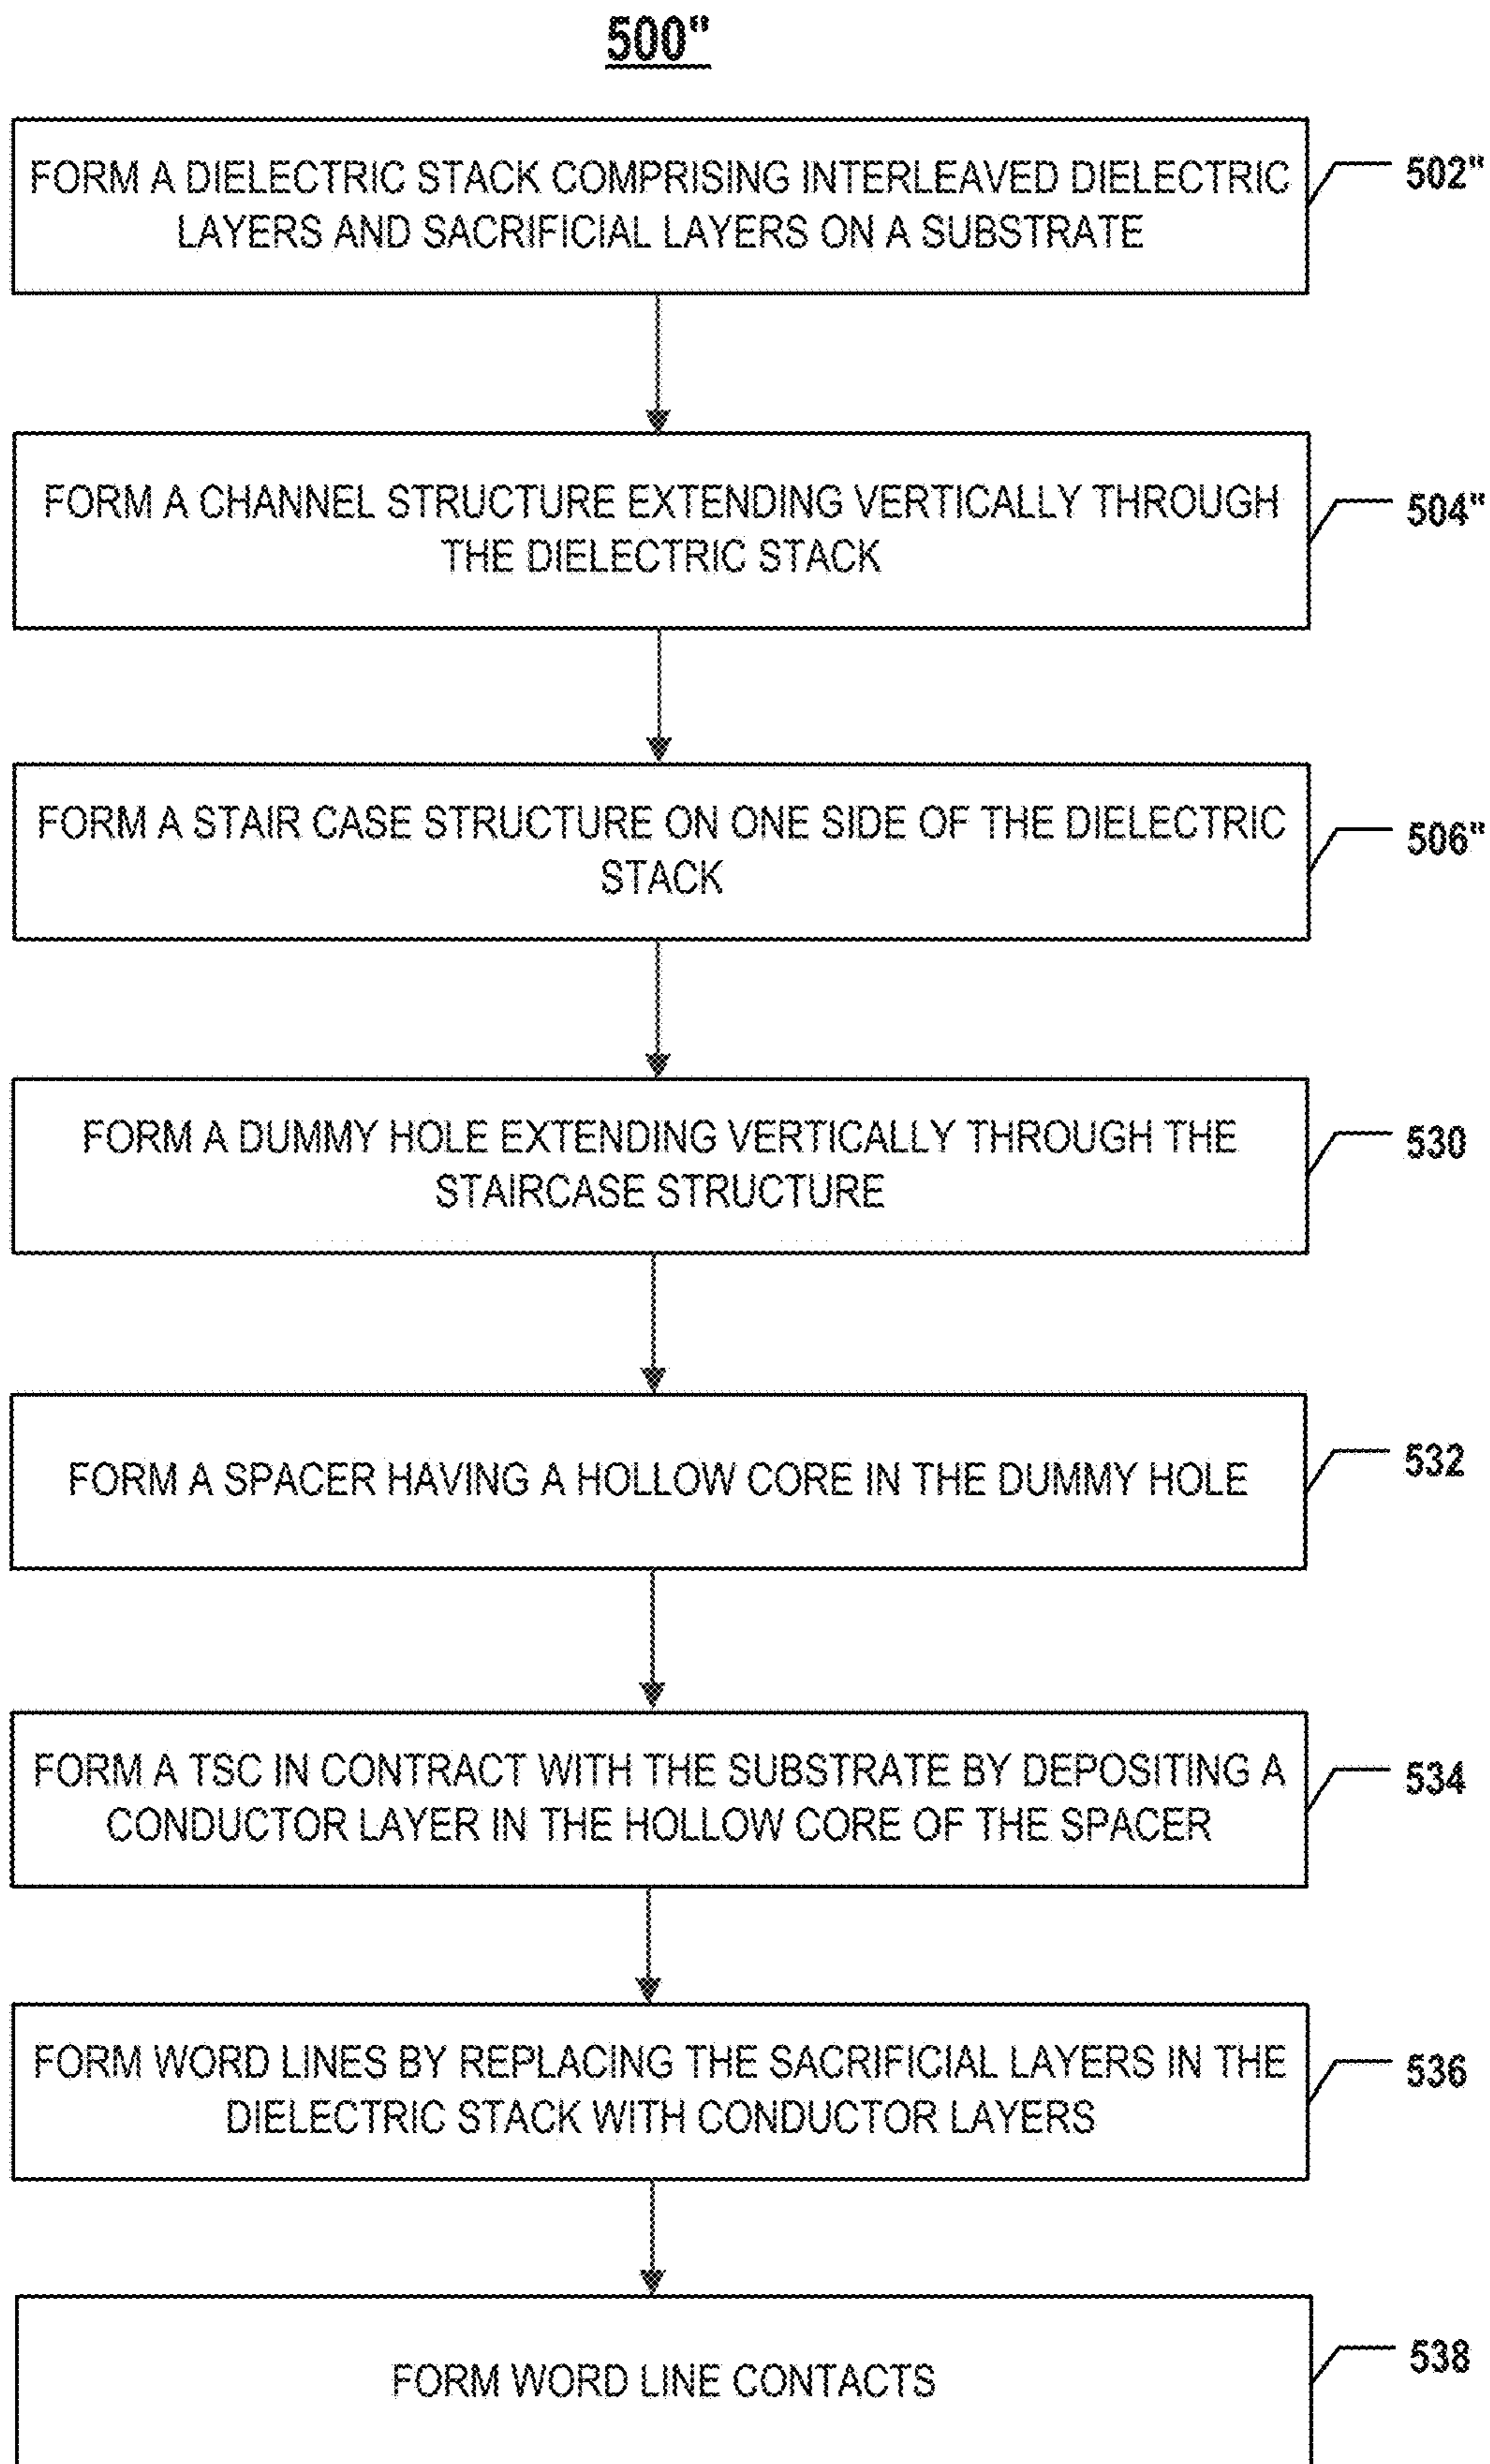 500"
FORM A DIELECTRIC STACK COMPRISING INTERLEAVED DIELECTRIC
LAYERS AND SACRIFICIAL LAYERS ON A SUBSTRATE
502"
FORM A CHANNEL STRUCTURE EXTENDING VERTICALLY THROUGH
THE DIELECTRIC STACK
504"
FORM A STAIR CASE STRUCTURE ON ONE SIDE OF THE DIELECTRIC
STACK
506"
FORM A DUMMY HOLE EXTENDING VERTICALLY THROUGH THE
STAIRCASE STRUCTURE
530
FORM A SPACER HAVING A HOLLOW CORE IN THE DUMMY HOLE
532
FORM A TSC IN CONTRACT WITH THE SUBSTRATE BY DEPOSITING A
CONDUCTOR LAYER IN THE HOLLOW CORE OF THE SPACER
534
FORM WORD LINES BY REPLACING THE SACRIFICIAL LAYERS IN THE
DIELECTRIC STACK WITH CONDUCTOR LAYERS
536
FORM WORD LINE CONTACTS
538